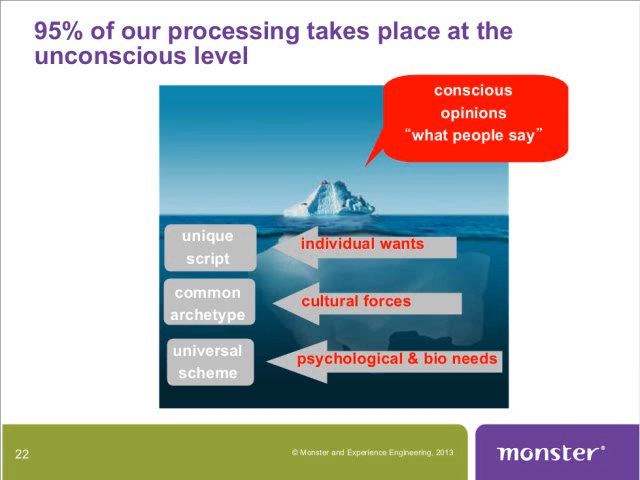 95% of our processing takes place at the
unconscious level
conscious
opinions
“what people say”
unique
script
individual wants
common
archetype
cultural forces
universal
scheme
psychological & bio needs
22
© Monster and Experience Engineering, 2013
monster®